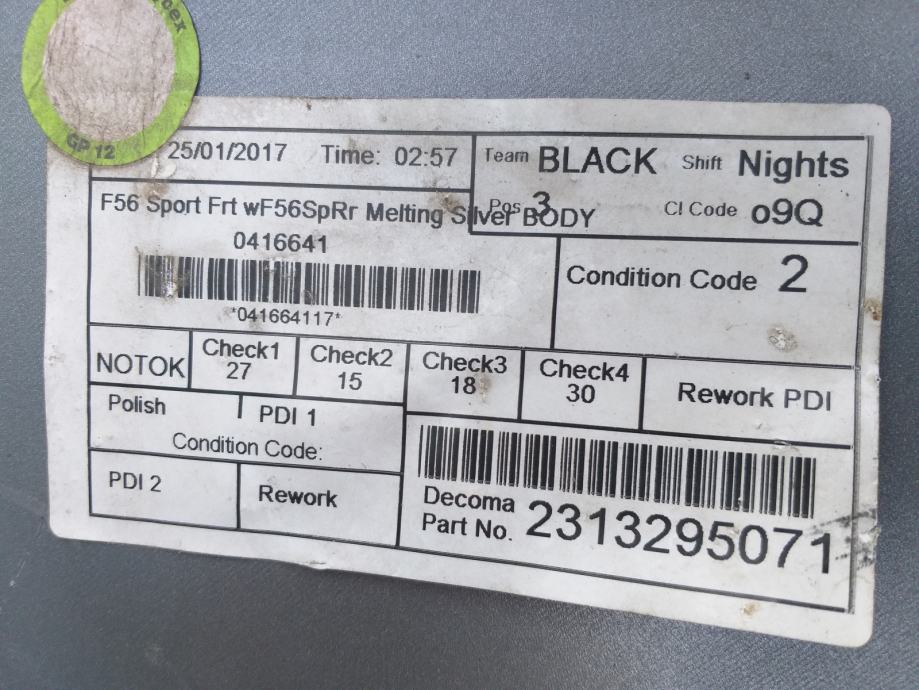 GP 12
25/01/2017 Time: 02:57
Team BLACK Shift Nights
Pos 3 CI Code o9Q
F56 Sport Frt wF56SpRr Melting Silver BODY
0416641
*041664117*
Condition Code 2
NOTOK Check1 27 Check2 15 Check3 18 Check4 30 Rework PDI
Polish PDI 1
Condition Code:
PDI 2 Rework
Decoma
Part No. 2313295071